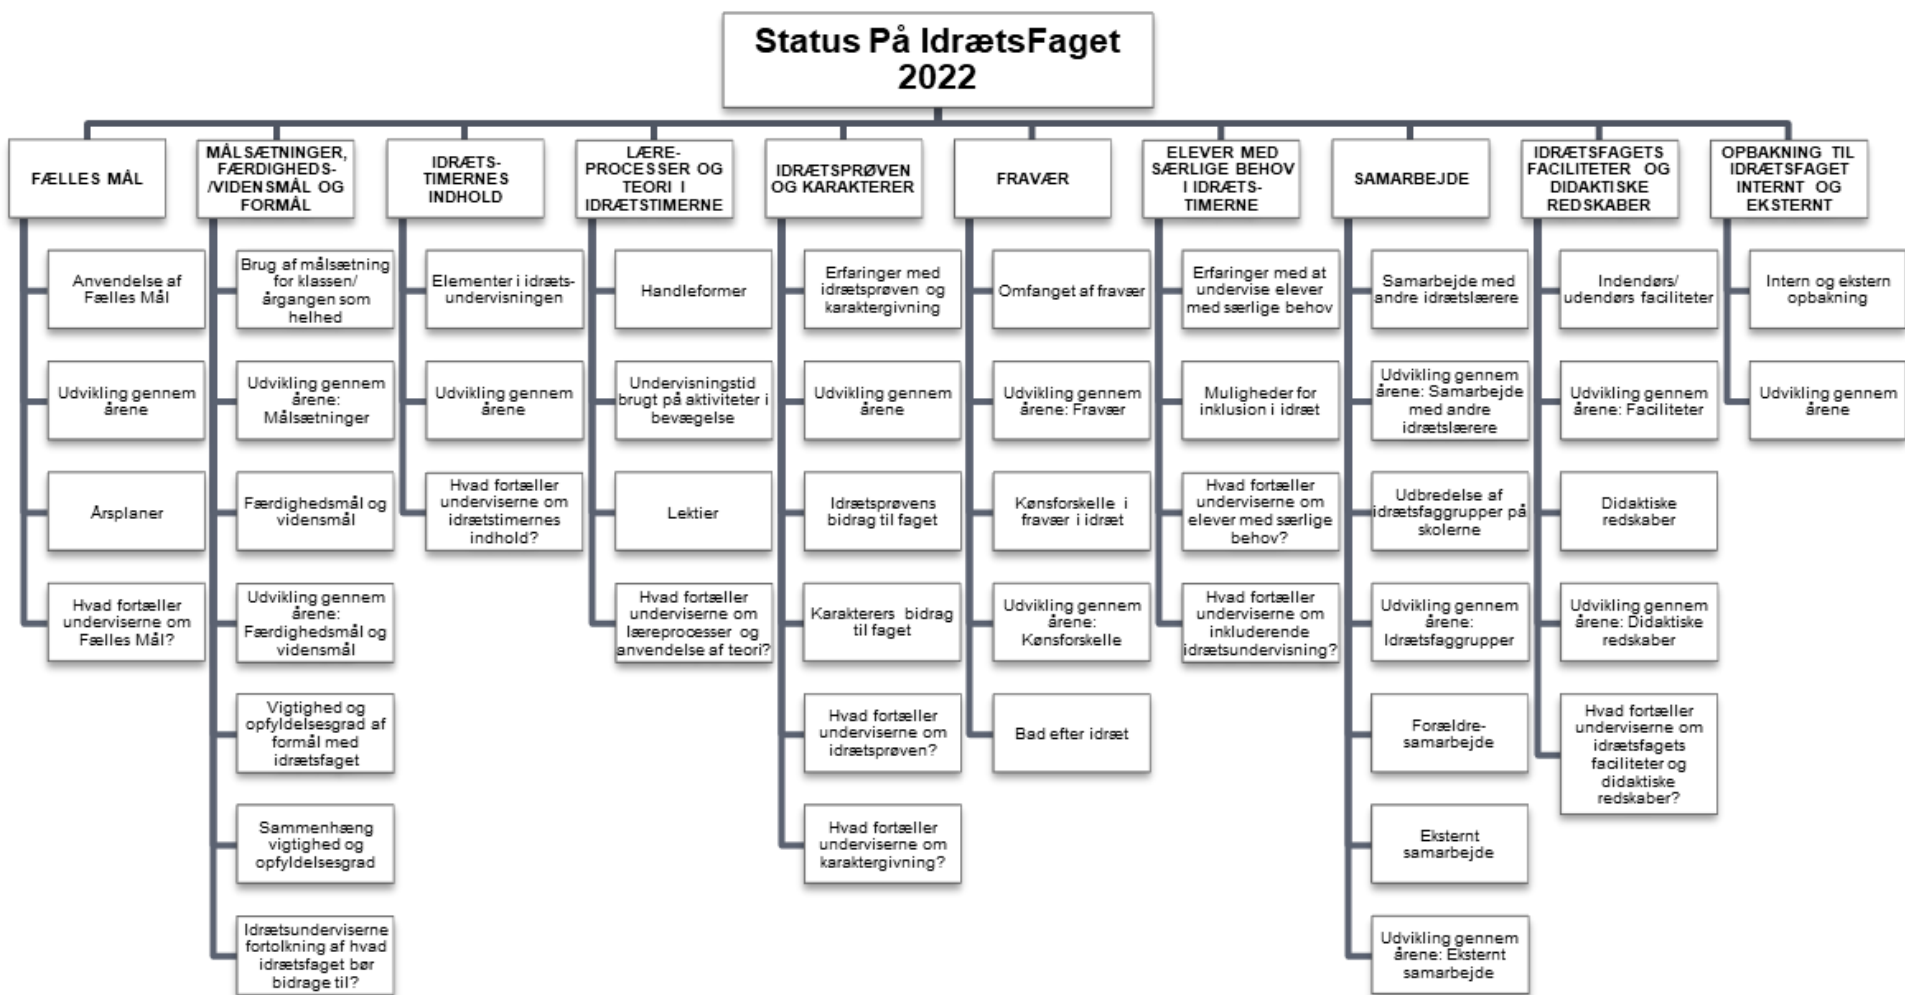 Status På IdrætsFaget
2022
FÆLLES MÅL
Anvendelse af
Fælles Mål
Udvikling gennem
årene
Årsplaner
Hvad fortæller
underviserne om
Fælles Mål?
MÅLSÆTNINGER,
FÆRDIGHEDS-
/VIDENSMÅL OG
FORMÅL
Brug af målsætning
for klassen/
årgangen som
helhed
Udvikling gennem
årene:
Målsætninger
Færdighedsmål og
vidensmål
Udvikling gennem
årene:
Færdighedsmål og
vidensmål
Vigtighed og
opfyldelsesgrad af
formål med
idrætsfaget
Sammenhæng
vigtighed og
opfyldelsesgrad
Idrætsunderviserne
fortolkning af hvad
idrætsfaget bør
bidrage til?
IDRÆTS-
TIMERNES
INDHOLD
Elementer i idræts-
undervisningen
Udvikling gennem
årene
Hvad fortæller
underviserne om
idrætstimernes
indhold?
LÆRE-
PROCESSER OG
TEORI I
IDRÆTSTIMERNE
Handleformer
Undervisningstid
brugt på aktiviteter i
bevægelse
Lektier
Hvad fortæller
underviserne om
læreprocesser og
anvendelse af teori?
IDRÆTSPRØVEN
OG KARAKTERER
Erfaringer med
idrætsprøven og
karaktergivning
Udvikling gennem
årene
Idrætsprøvens
bidrag til faget
Karakterers bidrag
til faget
Hvad fortæller
underviserne om
idrætsprøven?
Hvad fortæller
underviserne om
karaktergivning?
FRAVÆR
Omfanget af fravær
Udvikling gennem
årene: Fravær
Kønsforskelle i
fravær i idræt
Udvikling gennem
årene:
Kønsforskelle
Bad efter idræt
ELEVER MED
SÆRLIGE BEHOV
I IDRÆTS-
TIMERNE
Erfaringer med at
undervise elever
med særlige behov
Muligheder for
inklusion i idræt
Hvad fortæller
underviserne om
elever med særlige
behov?
Hvad fortæller
underviserne om
inkluderende
idrætsundervisning?
SAMARBEJDE
Samarbejde med
andre idrætslærere
Udvikling gennem
årene: Samarbejde
med andre
idrætslærere
Udbredelse af
idrætsfaggrupper på
skolerne
Udvikling gennem
årene:
Idrætsfaggrupper
Forældre-
samarbejde
Eksternt
samarbejde
Udvikling gennem
årene: Eksternt
samarbejde
IDRÆTSFAGETS
FACILITETER OG
DIDAKTISKE
REDSKABER
Indendørs/
udendørs faciliteter
Udvikling gennem
årene: Faciliteter
Didaktiske
redskaber
Udvikling gennem
årene: Didaktiske
redskaber
Hvad fortæller
underviserne om
idrætsfagets
faciliteter og
didaktiske
redskaber?
OPBAKNING TIL
IDRÆTSFAGET
INTERNT OG
EKSTERNT
Intern og ekstern
opbakning
Udvikling gennem
årene